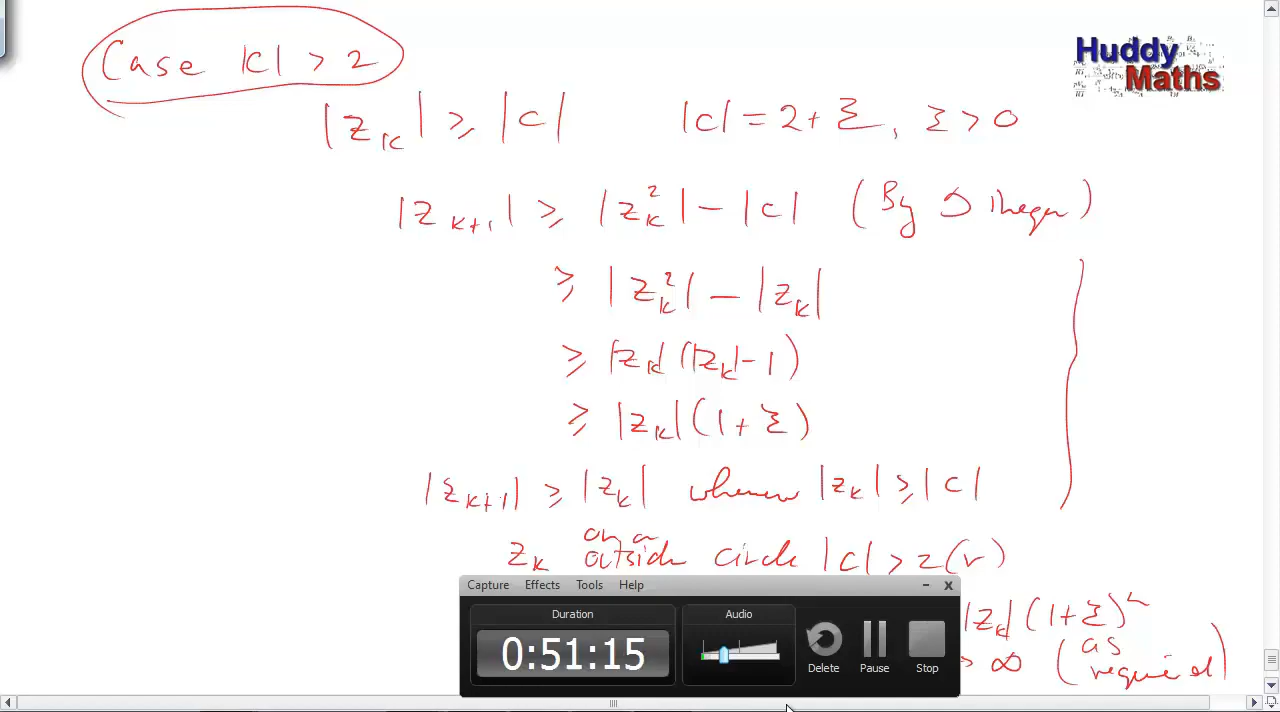 Case |c| > 2
Huddy Maths
|z_k| ≥ |c|   |c| = 2 + ξ, ξ > 0
|z_{k+1}| ≥ |z_k²| − |c|   (By Δ
≥ |z_k²| − |z_k|
≥ |z_k| (|z_k| − 1)
≥ |z_k| (1 + ξ)
|z_{k+1}| ≥ |z_k| whenever |z_k| ≥ |c|
on or
z_k outside circle |c| > 2 (r)
Capture Effects Tools Help
Duration Audio
|z_k| (1 + ξ)
0:51:15
Delete Pause Stop
∞ (as required)